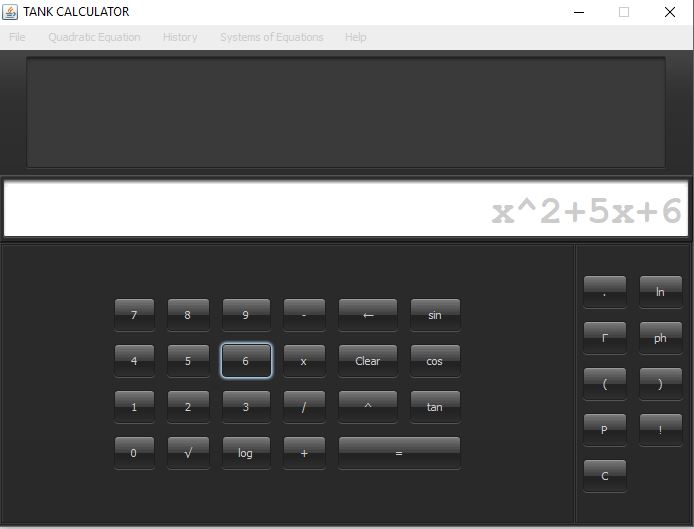 TANK CALCULATOR
File Quadratic Equation History Systems of Equations Help
x^2+5x+6
7 8 9 - ← sin
4 5 6 x Clear cos
1 2 3 / ^ tan
0 √ log + =
. ln
Γ ph
( )
P !
C